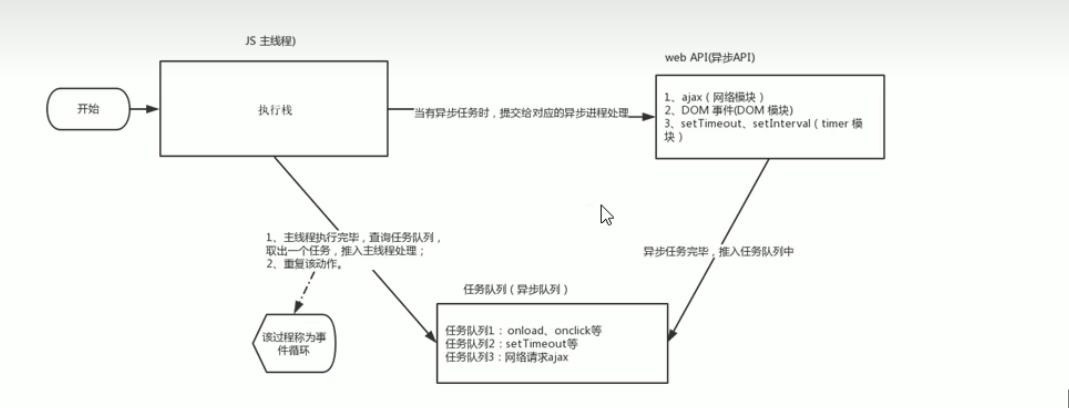 JS 主线程)
web API(异步API)
开始
执行栈
当有异步任务时，提交给对应的异步进程处理
1、ajax（网络模块）
2、DOM 事件(DOM 模块)
3、setTimeout、setInterval（timer 模
块）
1、主线程执行完毕，查询任务队列，
取出一个任务，推入主线程处理；
2、重复该动作。
异步任务完毕，推入任务队列中
任务队列（异步队列）
该过程称为事
件循环
任务队列1：onload、onclick等
任务队列2：setTimeout等
任务队列3：网络请求ajax